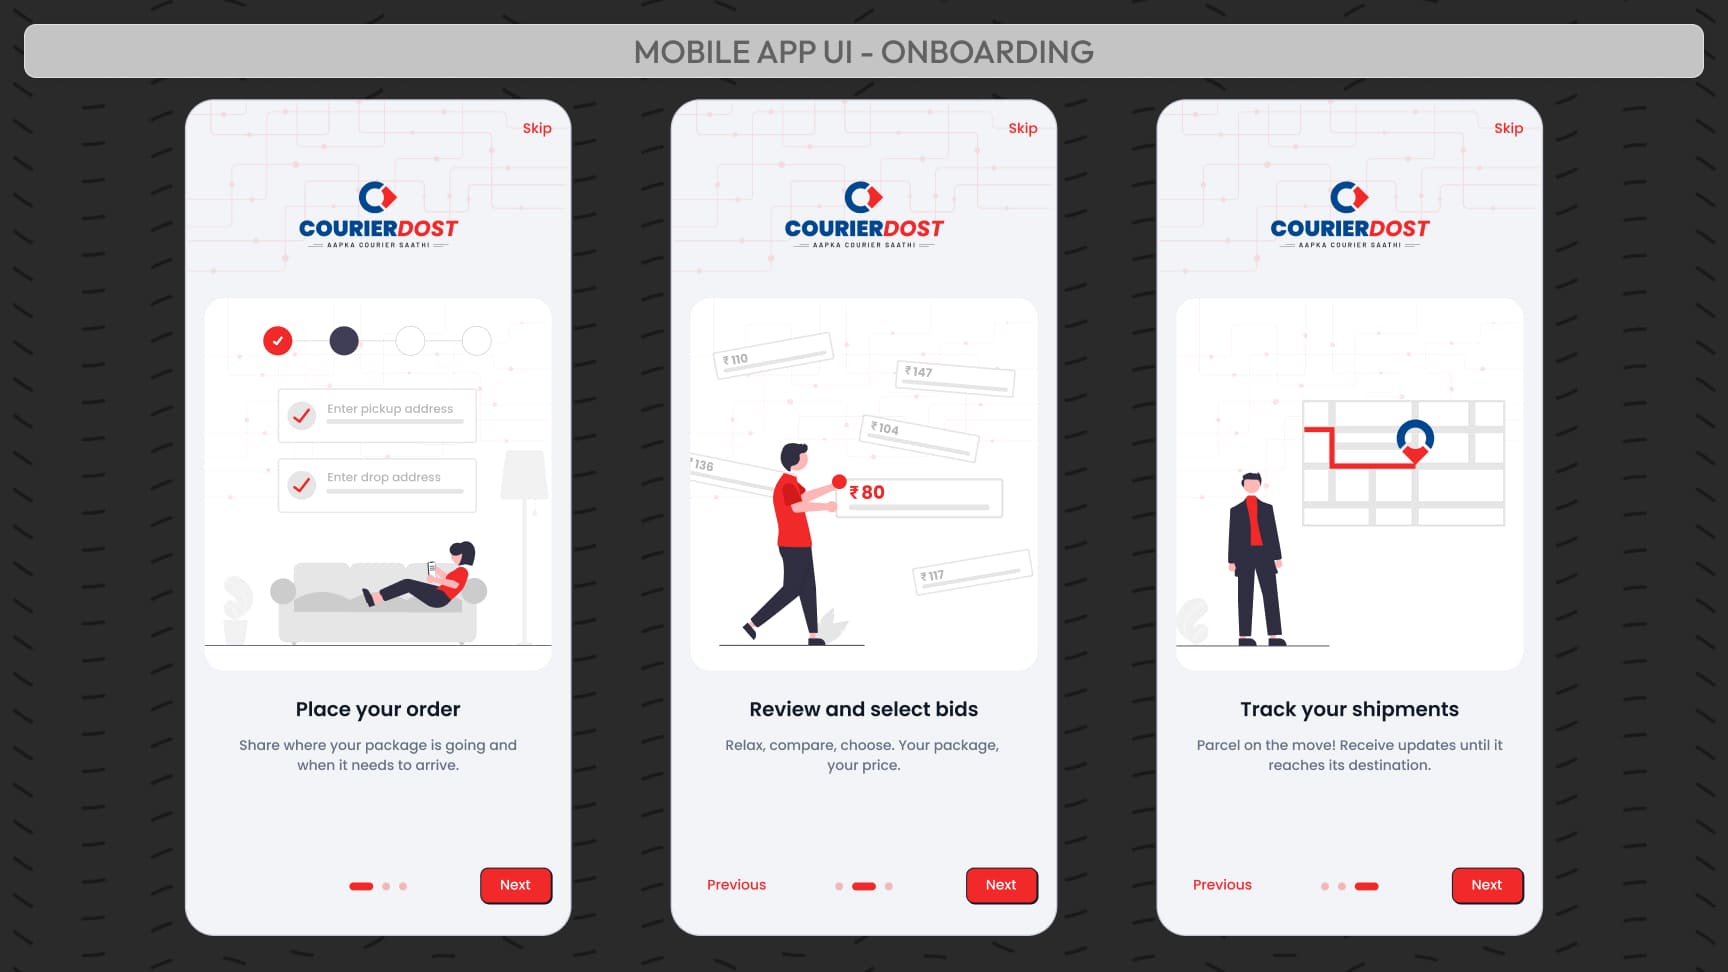 MOBILE APP UI - ONBOARDING
Skip
COURIERDOST
AAPKA COURIER SAATHI
Enter pickup address
Enter drop address
Place your order
Share where your package is going and
when it needs to arrive.
Next
Skip
COURIERDOST
AAPKA COURIER SAATHI
₹110
₹147
₹104
₹136
₹80
₹117
Review and select bids
Relax, compare, choose. Your package,
your price.
Previous
Next
Skip
COURIERDOST
AAPKA COURIER SAATHI
Track your shipments
Parcel on the move! Receive updates until it
reaches its destination.
Previous
Next